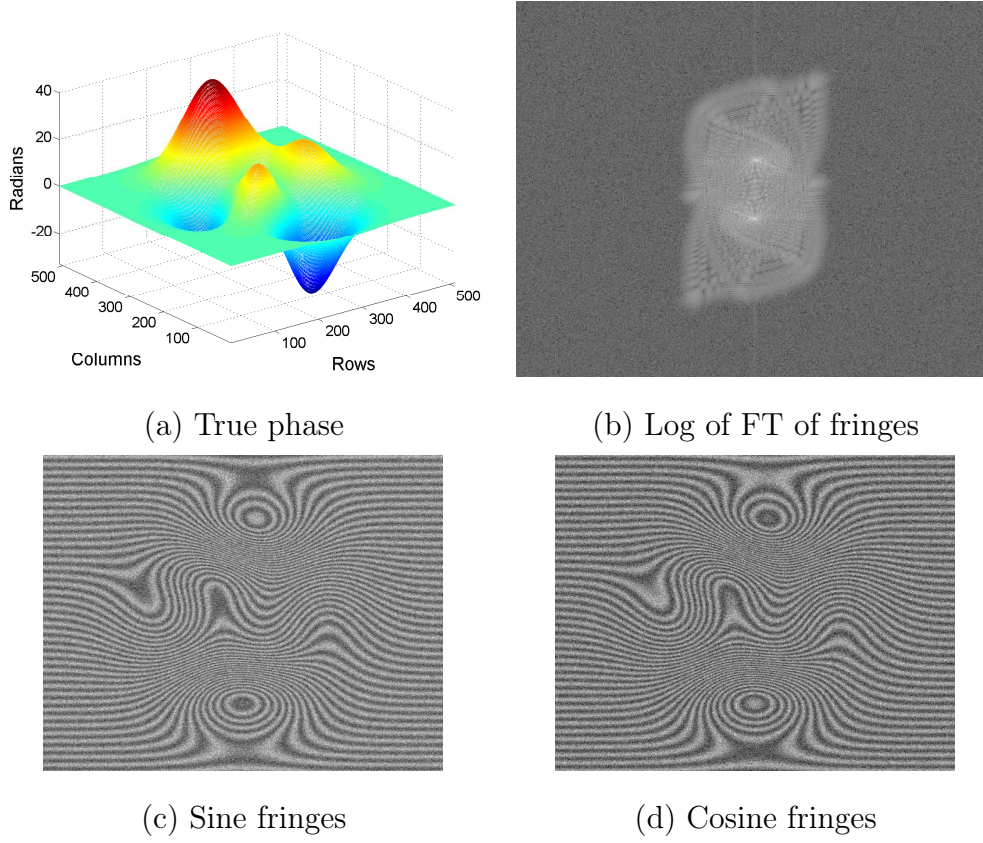 40
20
0
-20
Radians
500
400
300
200
100
Columns
100
200
300
400
500
Rows
(a) True phase
(b) Log of FT of fringes
(c) Sine fringes
(d) Cosine fringes